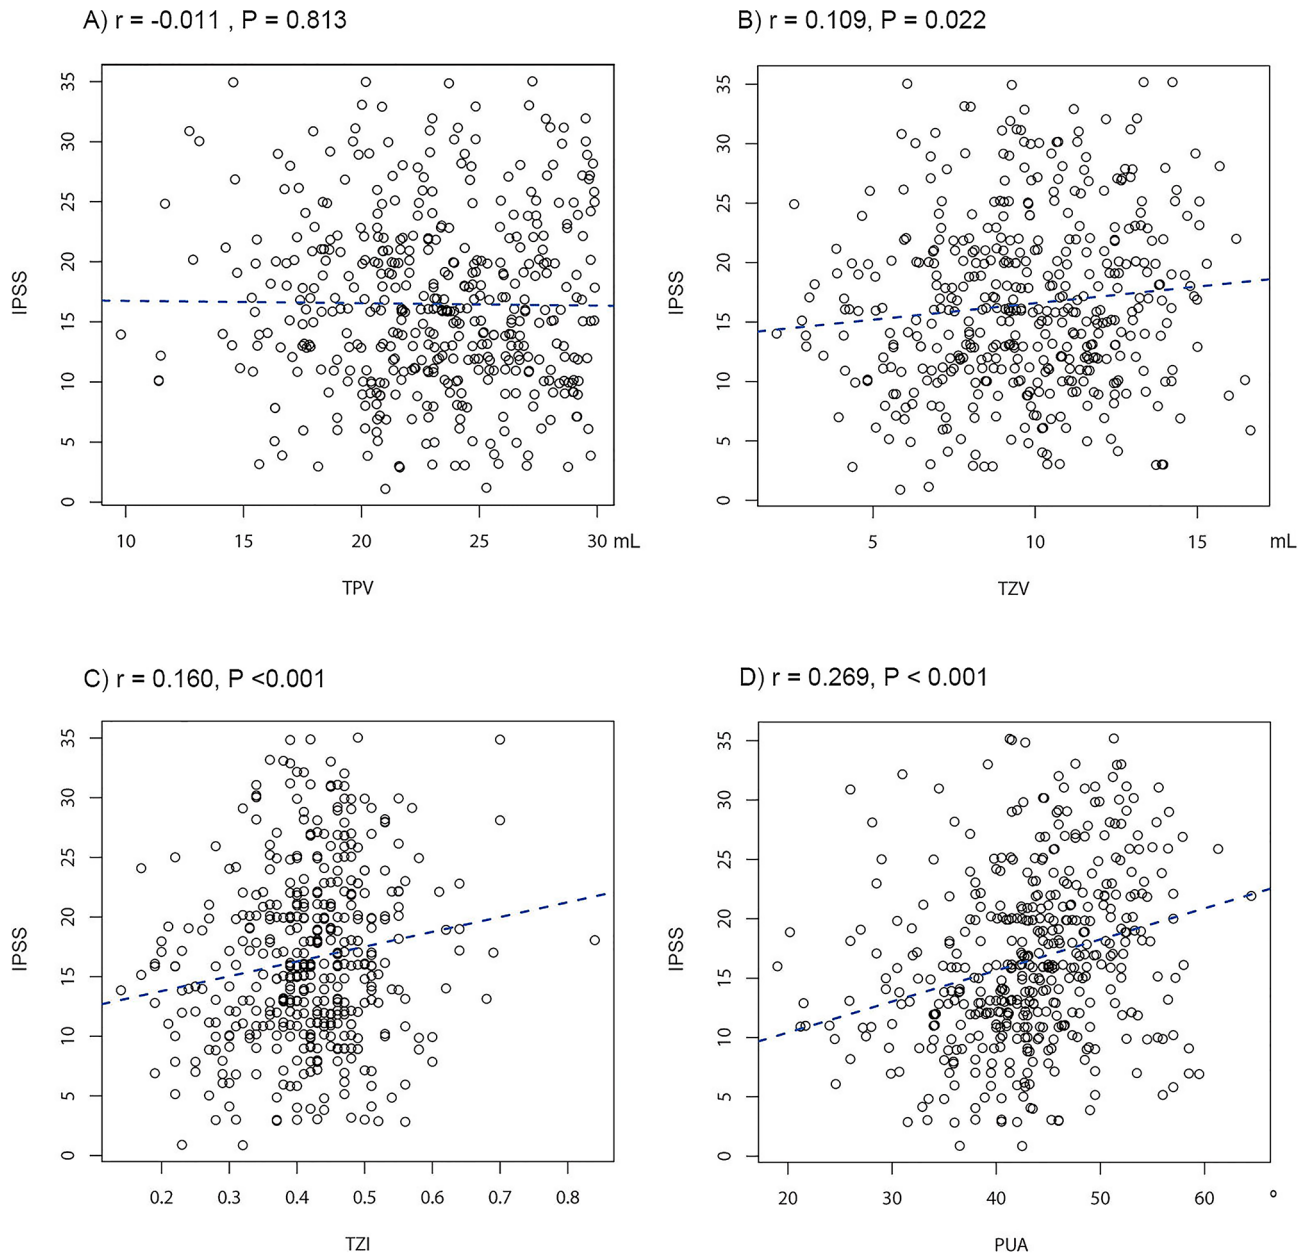 A) r = -0.011 , P = 0.813
B) r = 0.109, P = 0.022
IPSS
35
30
25
20
15
10
5
0
10 15 20 25 30 mL
TPV
IPSS
35
30
25
20
15
10
5
0
5 10 15 mL
TZV
C) r = 0.160, P <0.001
D) r = 0.269, P < 0.001
IPSS
35
30
25
20
15
10
5
0
0.2 0.3 0.4 0.5 0.6 0.7 0.8
TZI
IPSS
35
30
25
20
15
10
5
0
20 30 40 50 60 °
PUA